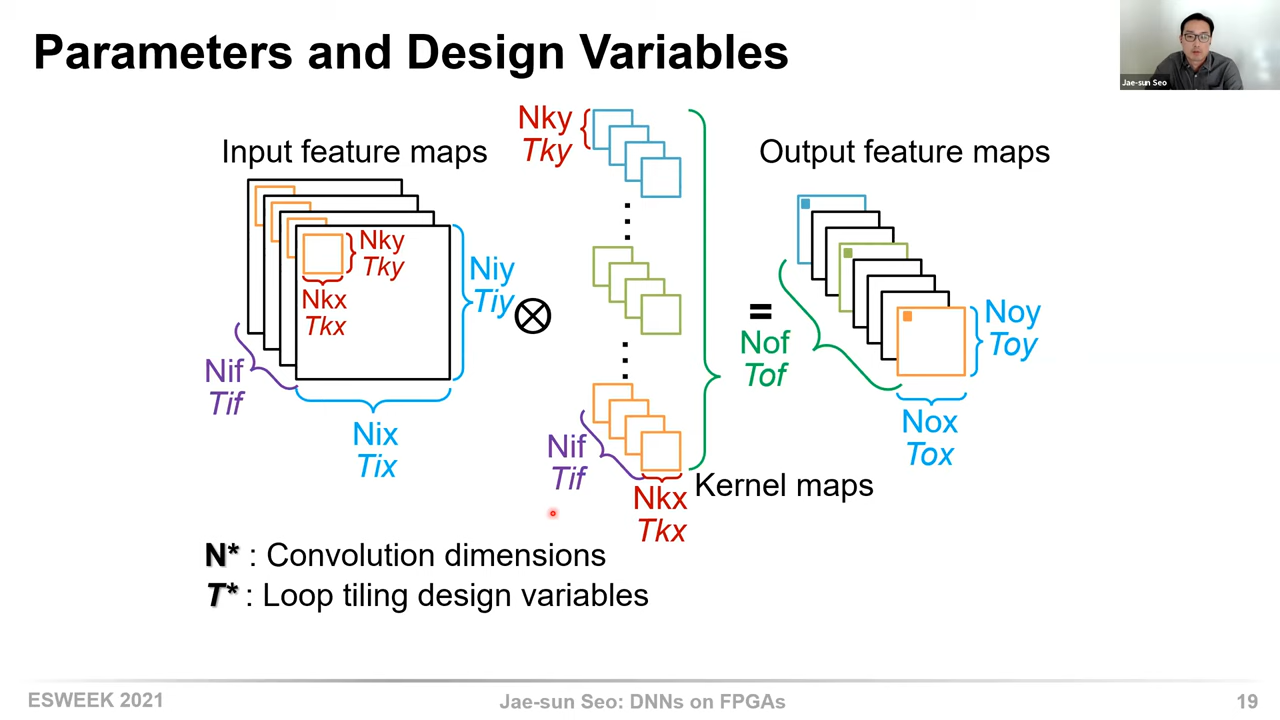 Parameters and Design Variables
Jae-sun Seo
Input feature maps
Nky
Tky
Output feature maps
Nky
Tky
Nkx
Tkx
Niy
Tiy
Nif
Tif
Nix
Tix
Nif
Tif
Nkx
Tkx
Kernel maps
=
Nof
Tof
Noy
Toy
Nox
Tox
N* : Convolution dimensions
T* : Loop tiling design variables
ESWEEK 2021
Jae-sun Seo: DNNs on FPGAs
19